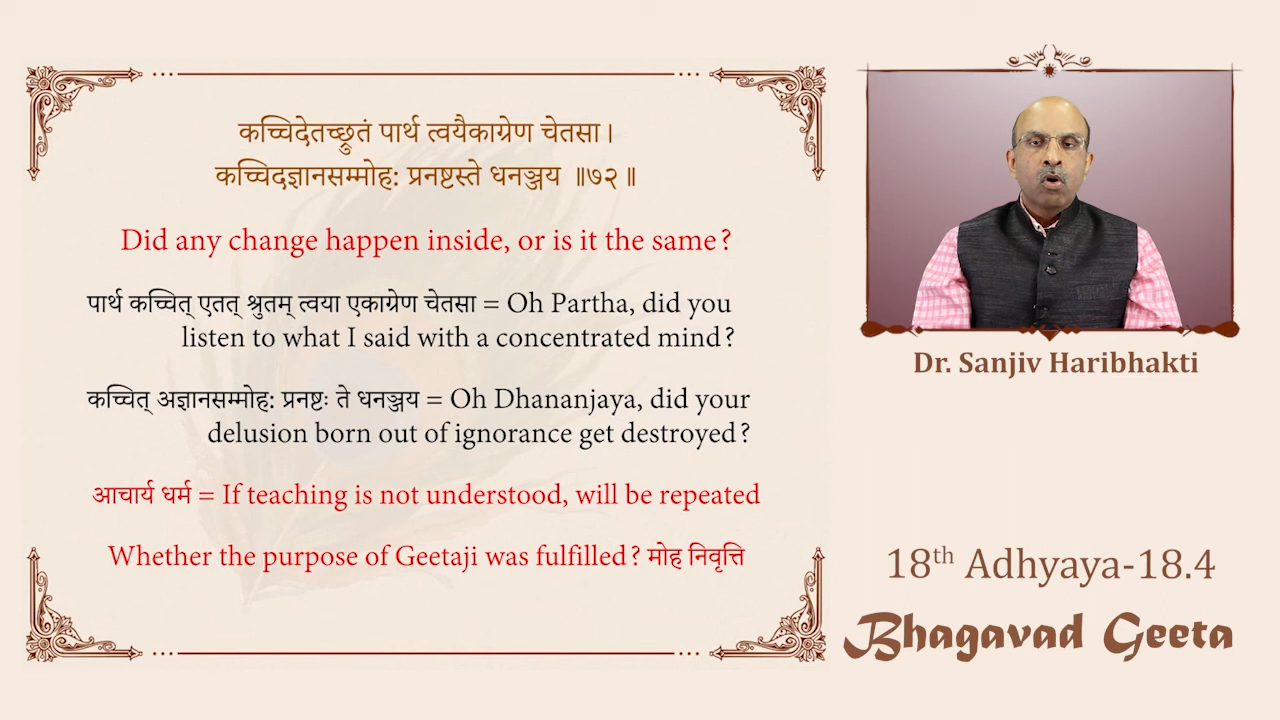 कच्चिदेतच्छ्रुतं पार्थ त्वयैकाग्रेण चेतसा।
कच्चिदज्ञानसम्मोह: प्रनष्टस्ते धनञ्जय ॥७२॥
Did any change happen inside, or is it the same?
पार्थ कच्चित् एतत् श्रुतम् त्वया एकाग्रेण चेतसा = Oh Partha, did you
listen to what I said with a concentrated mind?
कच्चित् अज्ञानसम्मोह: प्रनष्टः ते धनञ्जय = Oh Dhananjaya, did your
delusion born out of ignorance get destroyed?
आचार्य धर्म = If teaching is not understood, will be repeated
Whether the purpose of Geetaji was fulfilled? मोह निवृत्ति
Dr. Sanjiv Haribhakti
18th Adhyaya-18.4
Bhagavad Geeta